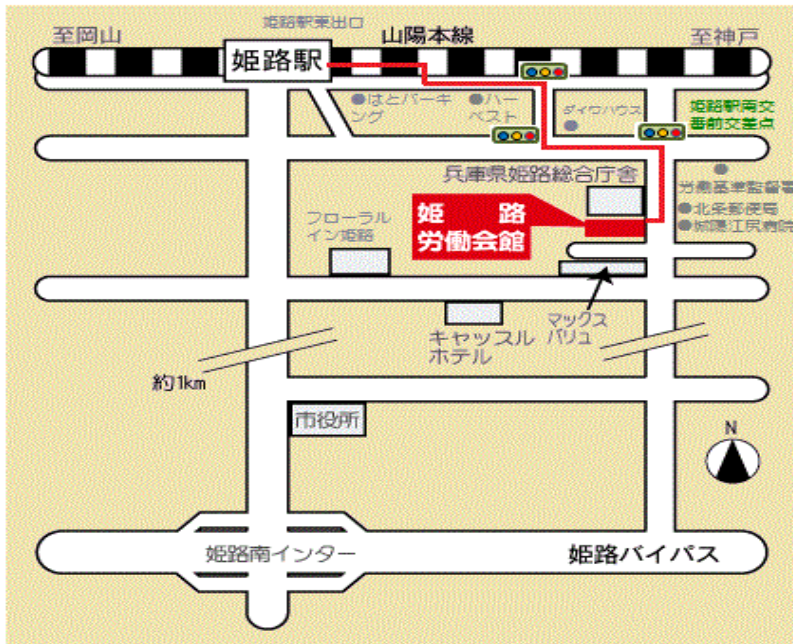 姫路駅東出口
至岡山
山陽本線
至神戸
姫路駅
●はとパーキ
ング
●ハー
ベスト
ダイワハウス
●
姫路駅南交
番前交差点
兵庫県姫路総合庁舎
●
労働基準監督署
●北条郵便局
●城陽江尻病院
姫 路
労働会館
フローラル
イン姫路
マックス
バリュ
キャッスル
ホテル
約1km
市役所
N
姫路南インター
姫路バイパス